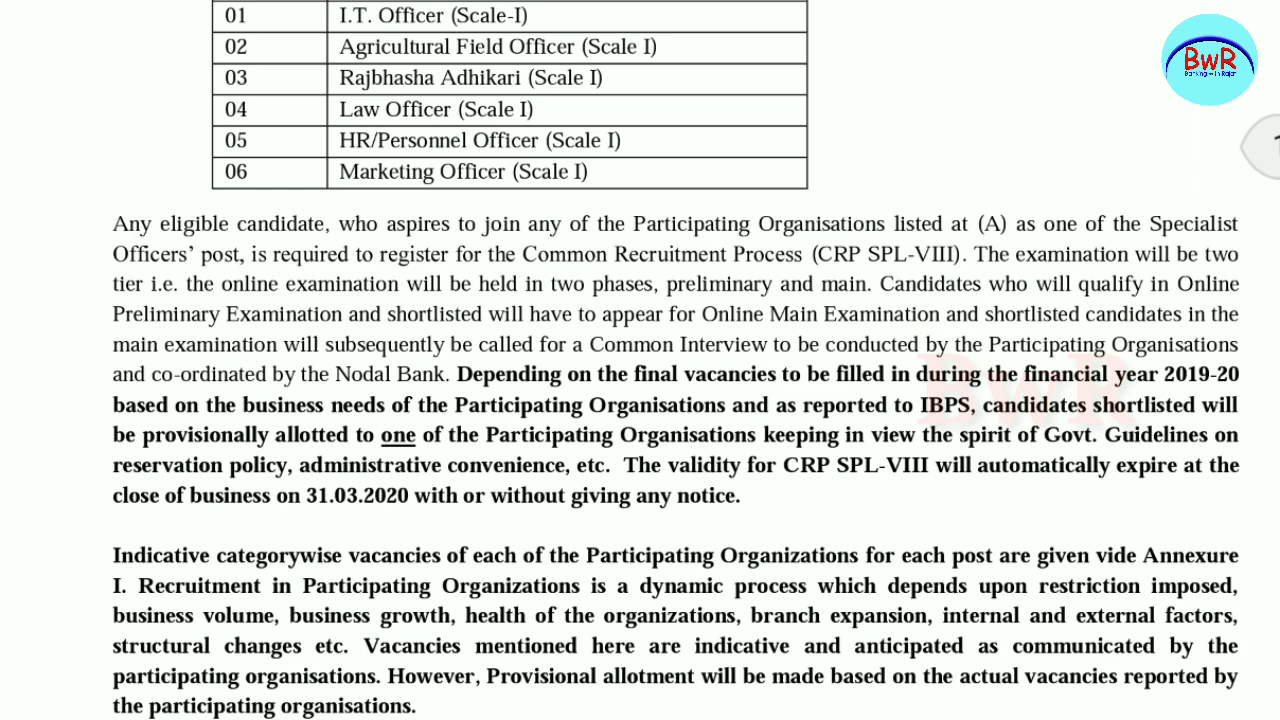 01 I.T. Officer (Scale-I)
02 Agricultural Field Officer (Scale I)
03 Rajbhasha Adhikari (Scale I)
04 Law Officer (Scale I)
05 HR/Personnel Officer (Scale I)
06 Marketing Officer (Scale I)
BwR
Banking with Rajat
1
Any eligible candidate, who aspires to join any of the Participating Organisations listed at (A) as one of the Specialist
Officers’ post, is required to register for the Common Recruitment Process (CRP SPL-VIII). The examination will be two
tier i.e. the online examination will be held in two phases, preliminary and main. Candidates who will qualify in Online
Preliminary Examination and shortlisted will have to appear for Online Main Examination and shortlisted candidates in the
main examination will subsequently be called for a Common Interview to be conducted by the Participating Organisations
and co-ordinated by the Nodal Bank. Depending on the final vacancies to be filled in during the financial year 2019-20
based on the business needs of the Participating Organisations and as reported to IBPS, candidates shortlisted will
be provisionally allotted to one of the Participating Organisations keeping in view the spirit of Govt. Guidelines on
reservation policy, administrative convenience, etc. The validity for CRP SPL-VIII will automatically expire at the
close of business on 31.03.2020 with or without giving any notice.
BwR
Indicative categorywise vacancies of each of the Participating Organizations for each post are given vide Annexure
I. Recruitment in Participating Organizations is a dynamic process which depends upon restriction imposed,
business volume, business growth, health of the organizations, branch expansion, internal and external factors,
structural changes etc. Vacancies mentioned here are indicative and anticipated as communicated by the
participating organisations. However, Provisional allotment will be made based on the actual vacancies reported by
the participating organisations.